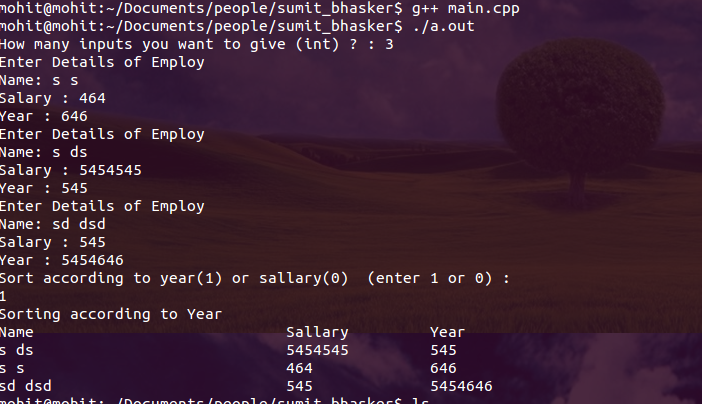 mohit@mohit:~/Documents/people/sumit_bhasker$ g++ main.cpp
mohit@mohit:~/Documents/people/sumit_bhasker$ ./a.out
How many inputs you want to give (int) ? : 3
Enter Details of Employ
Name: s s
Salary : 464
Year : 646
Enter Details of Employ
Name: s ds
Salary : 5454545
Year : 545
Enter Details of Employ
Name: sd dsd
Salary : 545
Year : 5454646
Sort according to year(1) or sallary(0)  (enter 1 or 0) :
1
Sorting according to Year
Name Sallary Year
s ds 5454545 545
s s 464 646
sd dsd 545 5454646
mohit@mohit:~/Documents/people/sumit_bhasker$ ls